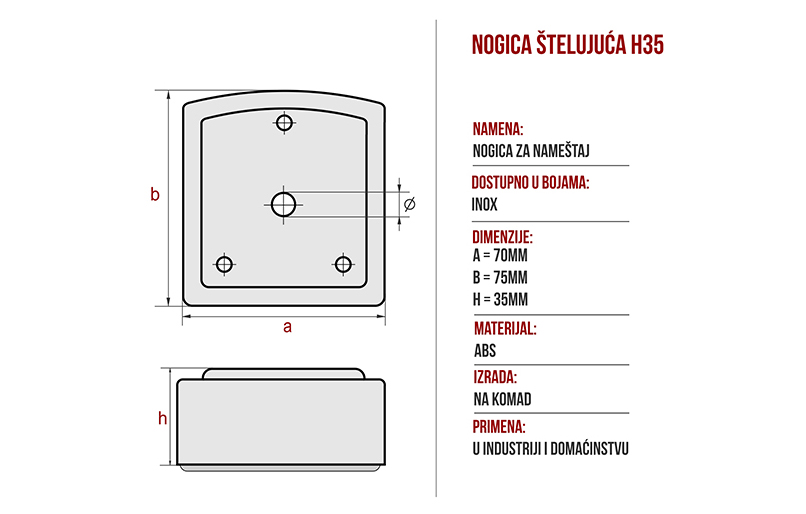 NOGICA ŠTELUJUĆA H35
b
Ø
a
h
NAMENA:
NOGICA ZA NAMEŠTAJ
DOSTUPNO U BOJAMA:
INOX
DIMENZIJE:
A = 70MM
B = 75MM
H = 35MM
MATERIJAL:
ABS
IZRADA:
NA KOMAD
PRIMENA:
U INDUSTRIJI I DOMAĆINSTVU